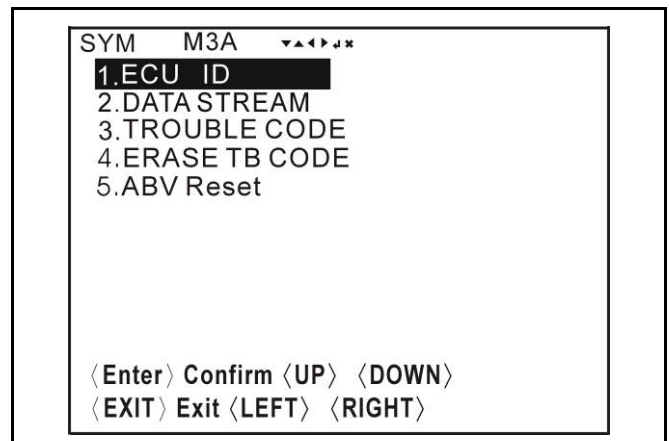 SYM M3A ▼▲◀▶↲✖
1.ECU ID
2.DATA STREAM
3.TROUBLE CODE
4.ERASE TB CODE
5.ABV Reset
〈Enter〉 Confirm 〈UP〉 〈DOWN〉
〈EXIT〉 Exit 〈LEFT〉 〈RIGHT〉